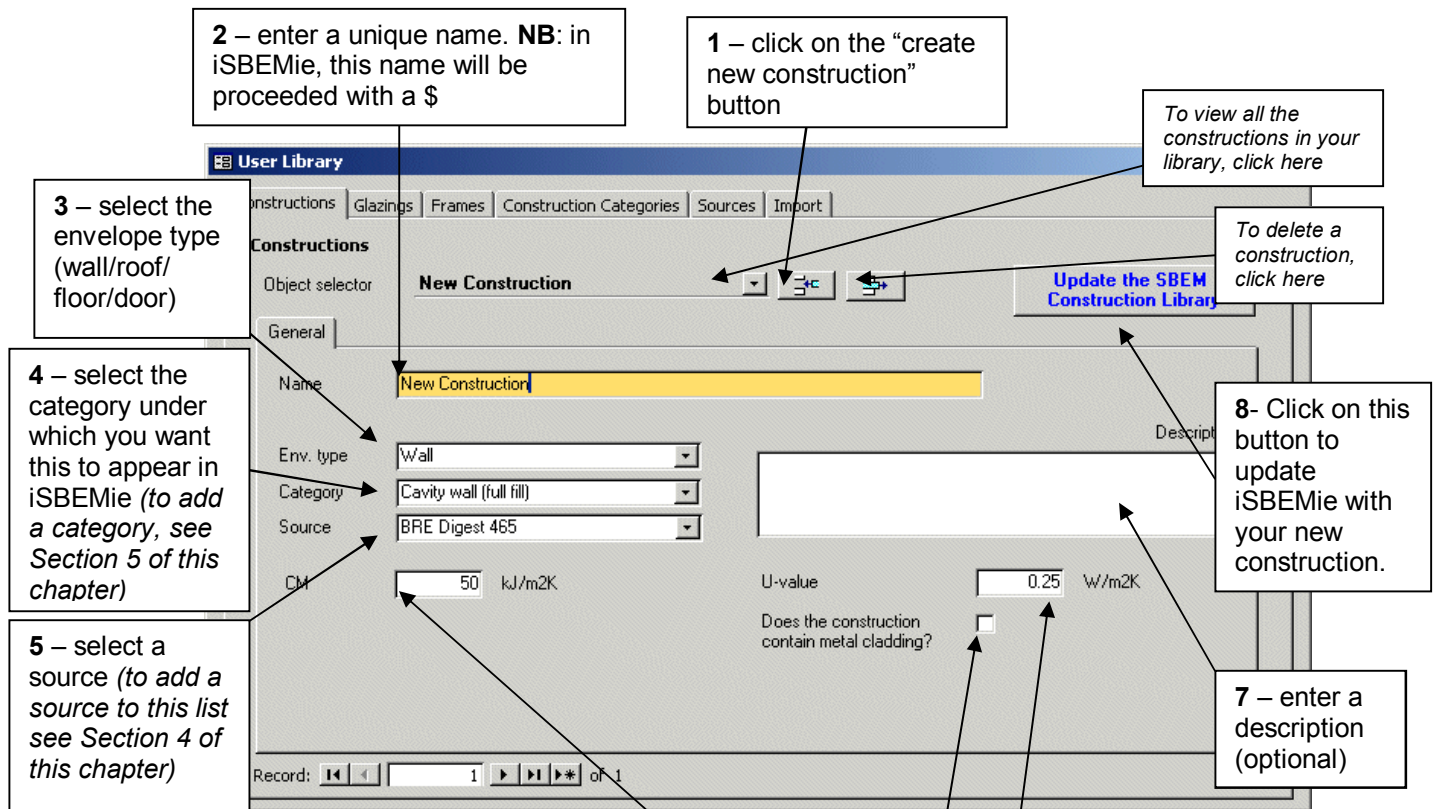 2 – enter a unique name. NB: in
iSBEMie, this name will be
proceeded with a $
1 – click on the “create
new construction”
button
To view all the
constructions in your
library, click here
User Library
3 – select the
envelope type
(wall/roof/
floor/door)
onstructions Glazings Frames Construction Categories Sources Import
To delete a
construction,
click here
Constructions
Object selector New Construction
Update the SBEM
Construction Library
General
4 – select the
category under
which you want
this to appear in
iSBEMie (to add
a category, see
Section 5 of this
chapter)
Name New Construction
8- Click on this
button to
update
iSBEMie with
your new
construction.
Descript
Env. type Wall
Category Cavity wall (full fill)
Source BRE Digest 465
CM 50 kJ/m2K
U-value 0.25 W/m2K
Does the construction
contain metal cladding?
5 – select a
source (to add a
source to this list
see Section 4 of
this chapter)
7 – enter a
description
(optional)
Record: 1 of 1